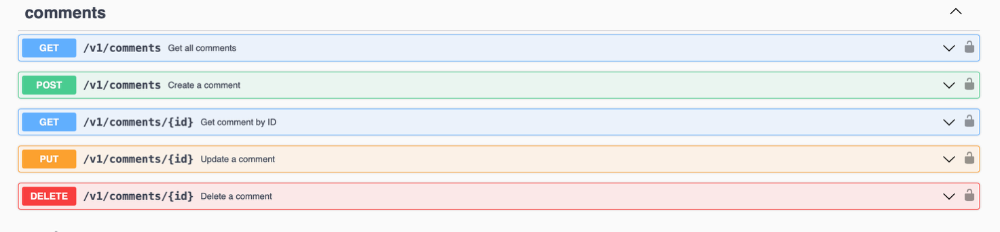 comments
GET /v1/comments Get all comments
POST /v1/comments Create a comment
GET /v1/comments/{id} Get comment by ID
PUT /v1/comments/{id} Update a comment
DELETE /v1/comments/{id} Delete a comment